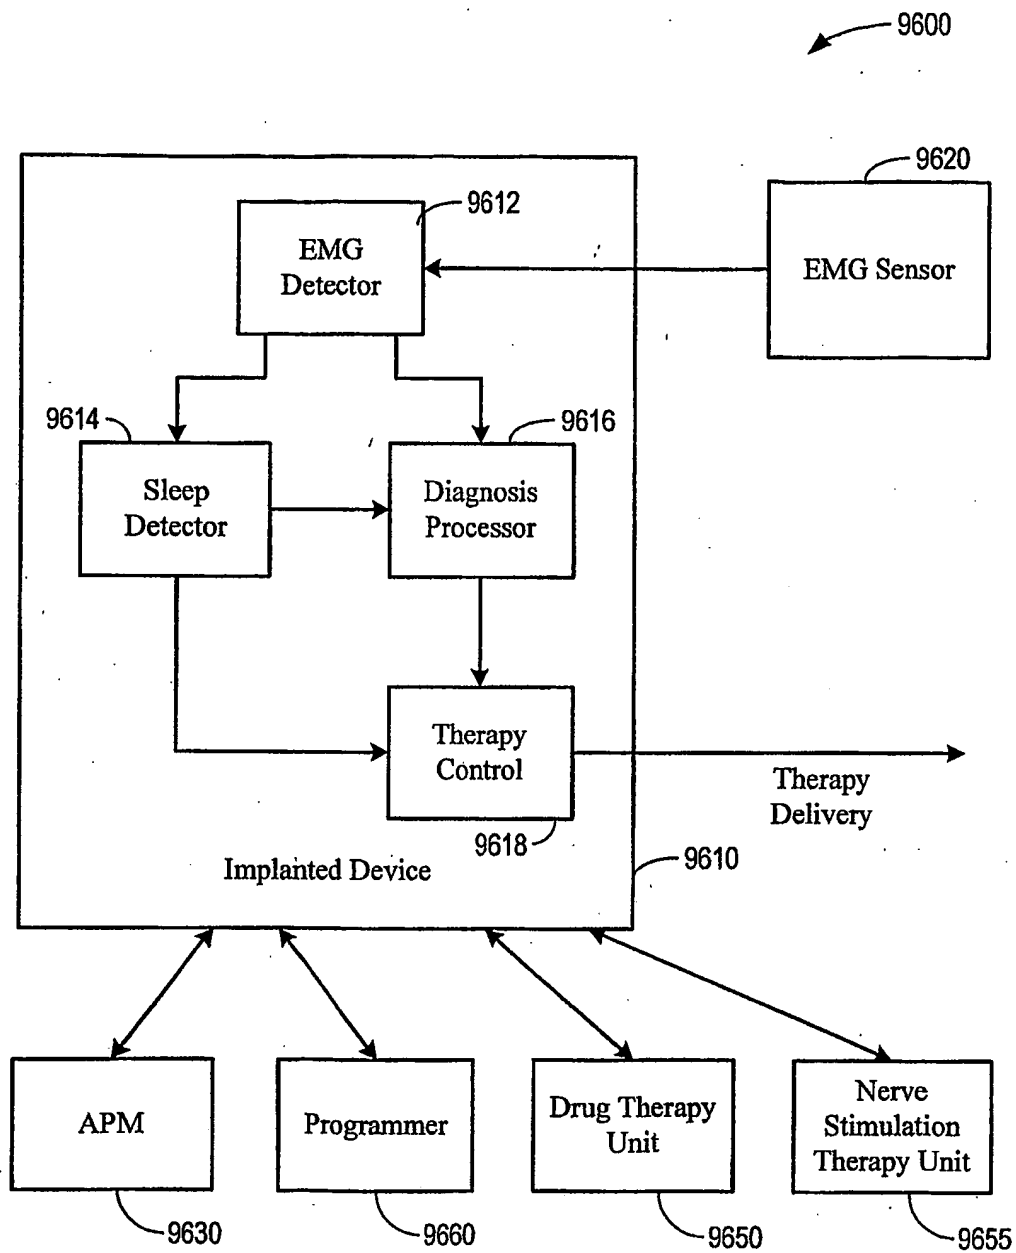 9600
9620
9612
EMG
Detector
EMG Sensor
9614
9616
Sleep
Detector
Diagnosis
Processor
Therapy
Control
Therapy
Delivery
9618
9610
Implanted Device
APM
Programmer
Drug Therapy
Unit
Nerve
Stimulation
Therapy Unit
9630
9660
9650
9655